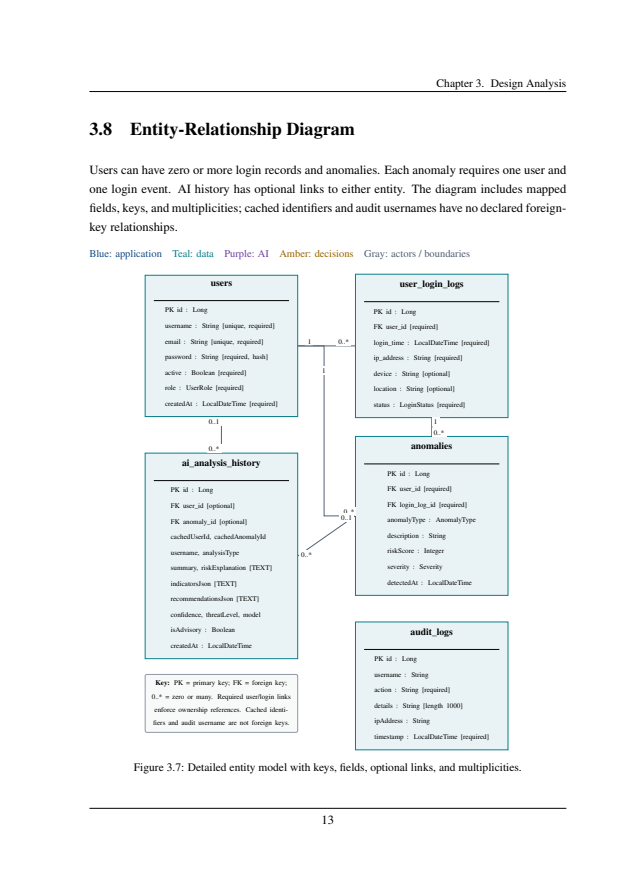 Chapter 3. Design Analysis
3.8 Entity-Relationship Diagram
Users can have zero or more login records and anomalies. Each anomaly requires one user and
one login event. AI history has optional links to either entity. The diagram includes mapped
fields, keys, and multiplicities; cached identifiers and audit usernames have no declared foreign-
key relationships.
Blue: application Teal: data Purple: AI Amber: decisions Gray: actors / boundaries
users
PK id : Long
username : String [unique, required]
email : String [unique, required]
password : String [required, hash]
active : Boolean [required]
role : UserRole [required]
createdAt : LocalDateTime [required]
user_login_logs
PK id : Long
FK user_id [required]
login_time : LocalDateTime [required]
ip_address : String [required]
device : String [optional]
location : String [optional]
status : LoginStatus [required]
1
0..*
1
0..1
0..*
1
0..*
ai_analysis_history
PK id : Long
FK user_id [optional]
FK anomaly_id [optional]
cachedUserId, cachedAnomalyId
username, analysisType
summary, riskExplanation [TEXT]
indicatorsJson [TEXT]
recommendationsJson [TEXT]
confidence, threatLevel, model
isAdvisory : Boolean
createdAt : LocalDateTime
anomalies
PK id : Long
FK user_id [required]
FK login_log_id [required]
anomalyType : AnomalyType
description : String
riskScore : Integer
severity : Severity
detectedAt : LocalDateTime
0..*
0..1
0..*
audit_logs
PK id : Long
username : String
action : String [required]
details : String [length 1000]
ipAddress : String
timestamp : LocalDateTime [required]
Key: PK = primary key; FK = foreign key;
0..* = zero or many. Required user/login links
enforce ownership references. Cached identi-
fiers and audit username are not foreign keys.
Figure 3.7: Detailed entity model with keys, fields, optional links, and multiplicities.
13